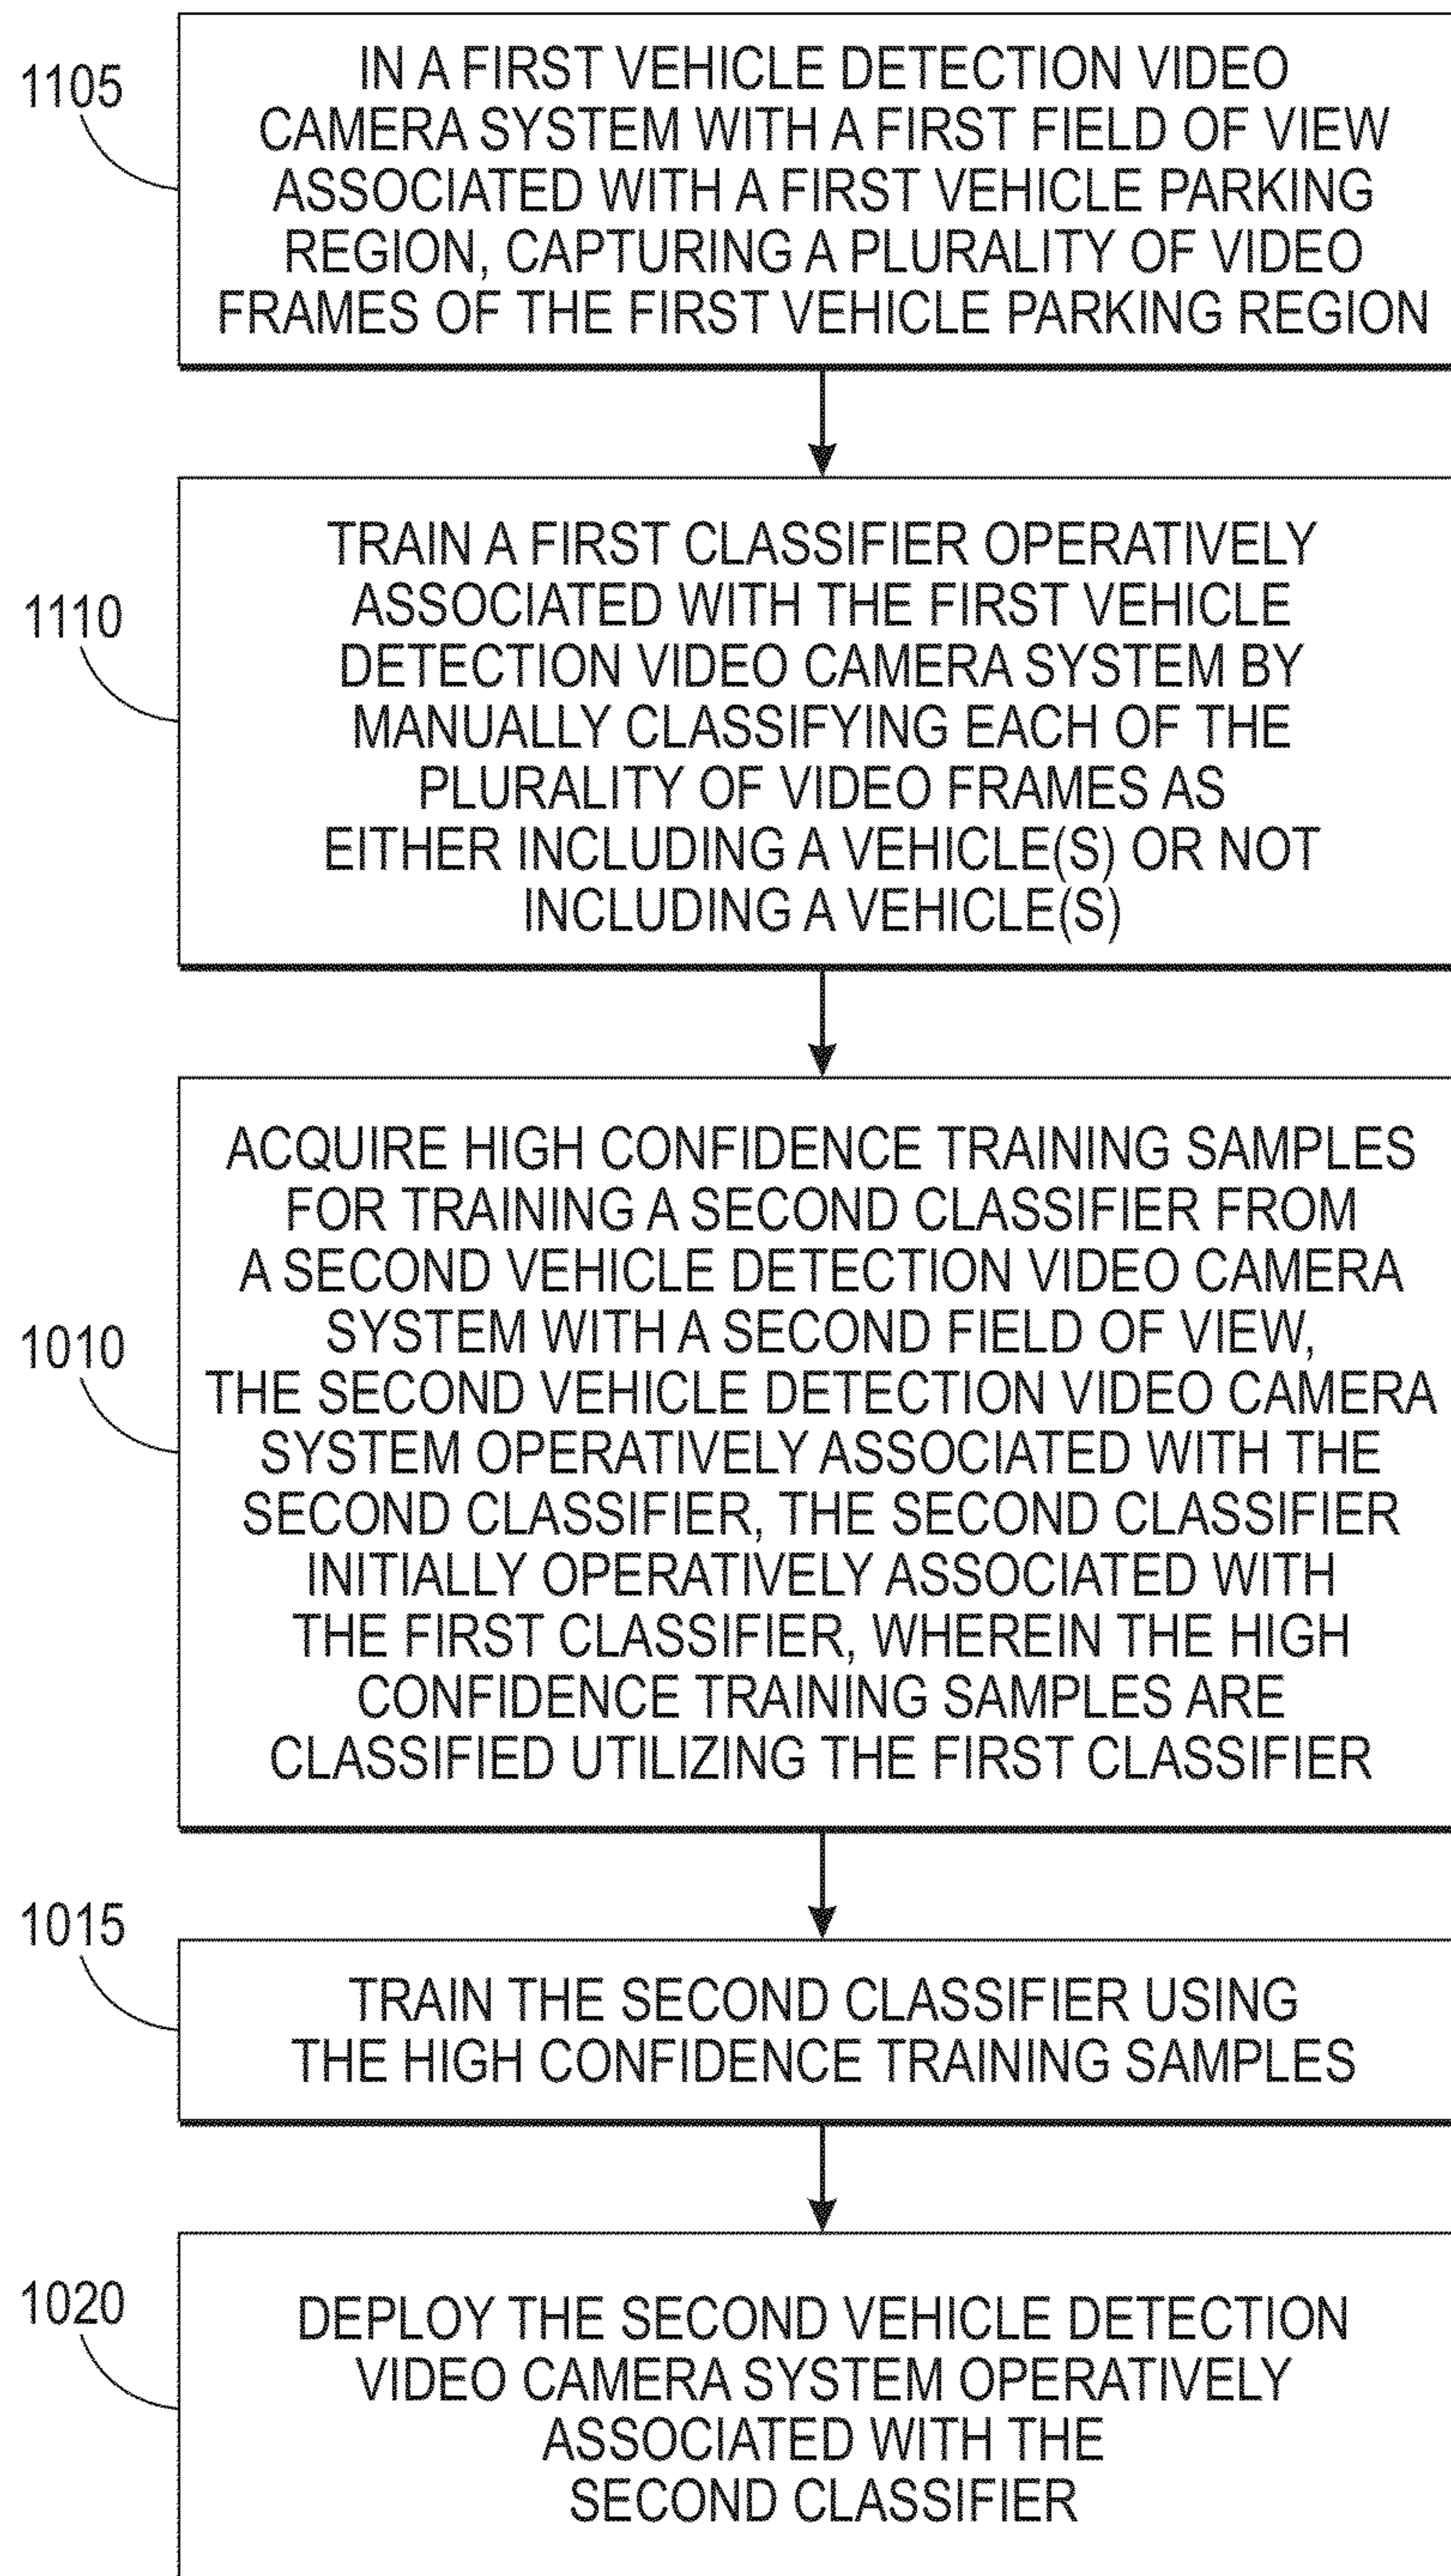 1105
IN A FIRST VEHICLE DETECTION VIDEO
CAMERA SYSTEM WITH A FIRST FIELD OF VIEW
ASSOCIATED WITH A FIRST VEHICLE PARKING
REGION, CAPTURING A PLURALITY OF VIDEO
FRAMES OF THE FIRST VEHICLE PARKING REGION
1110
TRAIN A FIRST CLASSIFIER OPERATIVELY
ASSOCIATED WITH THE FIRST VEHICLE
DETECTION VIDEO CAMERA SYSTEM BY
MANUALLY CLASSIFYING EACH OF THE
PLURALITY OF VIDEO FRAMES AS
EITHER INCLUDING A VEHICLE(S) OR NOT
INCLUDING A VEHICLE(S)
1010
ACQUIRE HIGH CONFIDENCE TRAINING SAMPLES
FOR TRAINING A SECOND CLASSIFIER FROM
A SECOND VEHICLE DETECTION VIDEO CAMERA
SYSTEM WITH A SECOND FIELD OF VIEW,
THE SECOND VEHICLE DETECTION VIDEO CAMERA
SYSTEM OPERATIVELY ASSOCIATED WITH THE
SECOND CLASSIFIER, THE SECOND CLASSIFIER
INITIALLY OPERATIVELY ASSOCIATED WITH
THE FIRST CLASSIFIER, WHEREIN THE HIGH
CONFIDENCE TRAINING SAMPLES ARE
CLASSIFIED UTILIZING THE FIRST CLASSIFIER
1015
TRAIN THE SECOND CLASSIFIER USING
THE HIGH CONFIDENCE TRAINING SAMPLES
1020
DEPLOY THE SECOND VEHICLE DETECTION
VIDEO CAMERA SYSTEM OPERATIVELY
ASSOCIATED WITH THE
SECOND CLASSIFIER